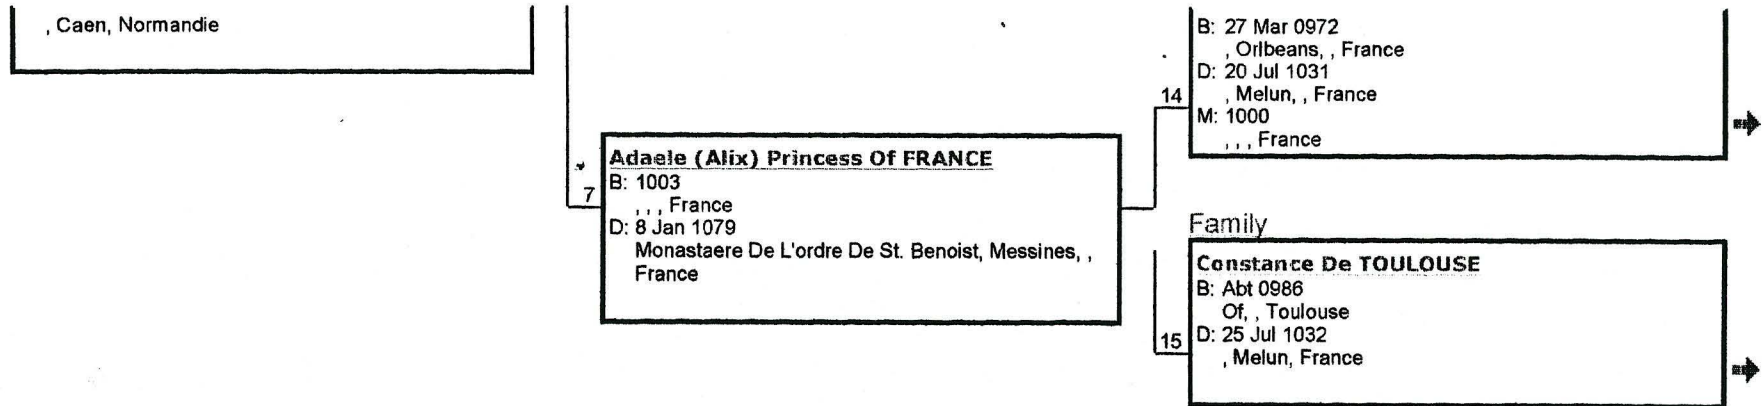 , Caen, Normandie
7
Adaele (Alix) Princess Of FRANCE
B: 1003
, , , France
D: 8 Jan 1079
Monastaere De L'ordre De St. Benoist, Messines, ,
France
14
B: 27 Mar 0972
, Orlbeans, , France
D: 20 Jul 1031
, Melun, , France
M: 1000
, , , France
Family
15
Constance De TOULOUSE
B: Abt 0986
Of, , Toulouse
D: 25 Jul 1032
, Melun, France